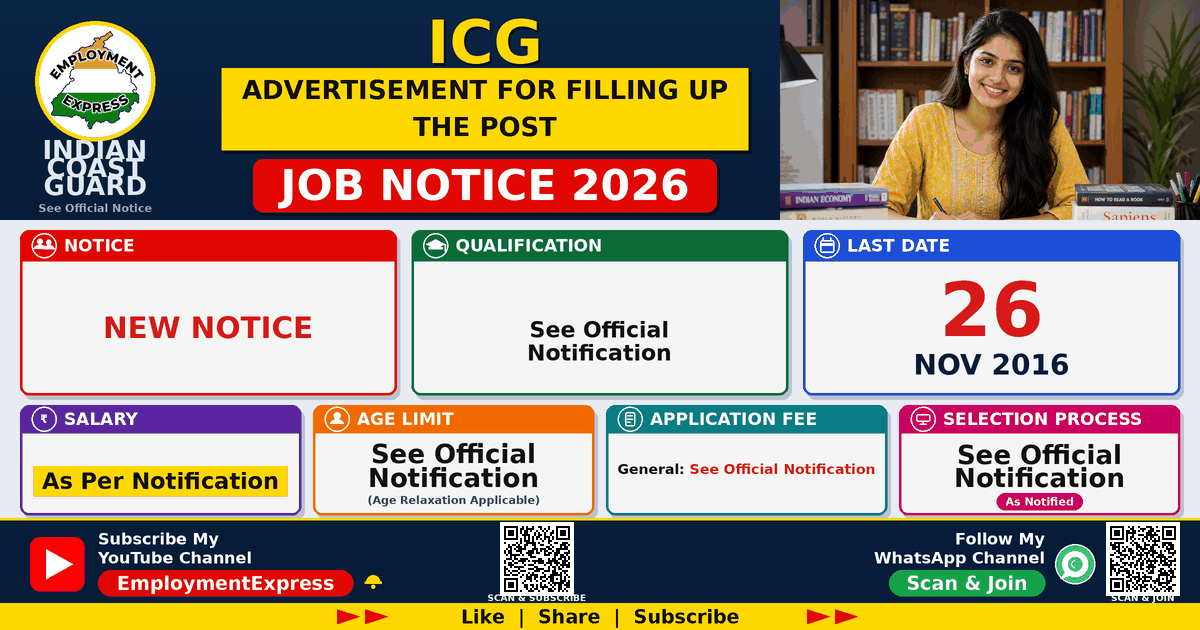 EMPLOYMENT
EXPRESS
INDIAN
COAST
GUARD
See Official Notice
ICG
ADVERTISEMENT FOR FILLING UP
THE POST
JOB NOTICE 2026
INDIAN ECONOMY
WORLD HISTORY
HOW TO READ A BOOK
Sapiens
NOTICE
NEW NOTICE
QUALIFICATION
See Official
Notification
LAST DATE
26
NOV 2016
₹ SALARY
As Per Notification
AGE LIMIT
See Official
Notification
(Age Relaxation Applicable)
APPLICATION FEE
General: See Official Notification
SELECTION PROCESS
See Official
Notification
As Notified
Subscribe My
YouTube Channel
EmploymentExpress
SCAN & SUBSCRIBE
Follow My
WhatsApp Channel
Scan & Join
SCAN & JOIN
Like | Share | Subscribe